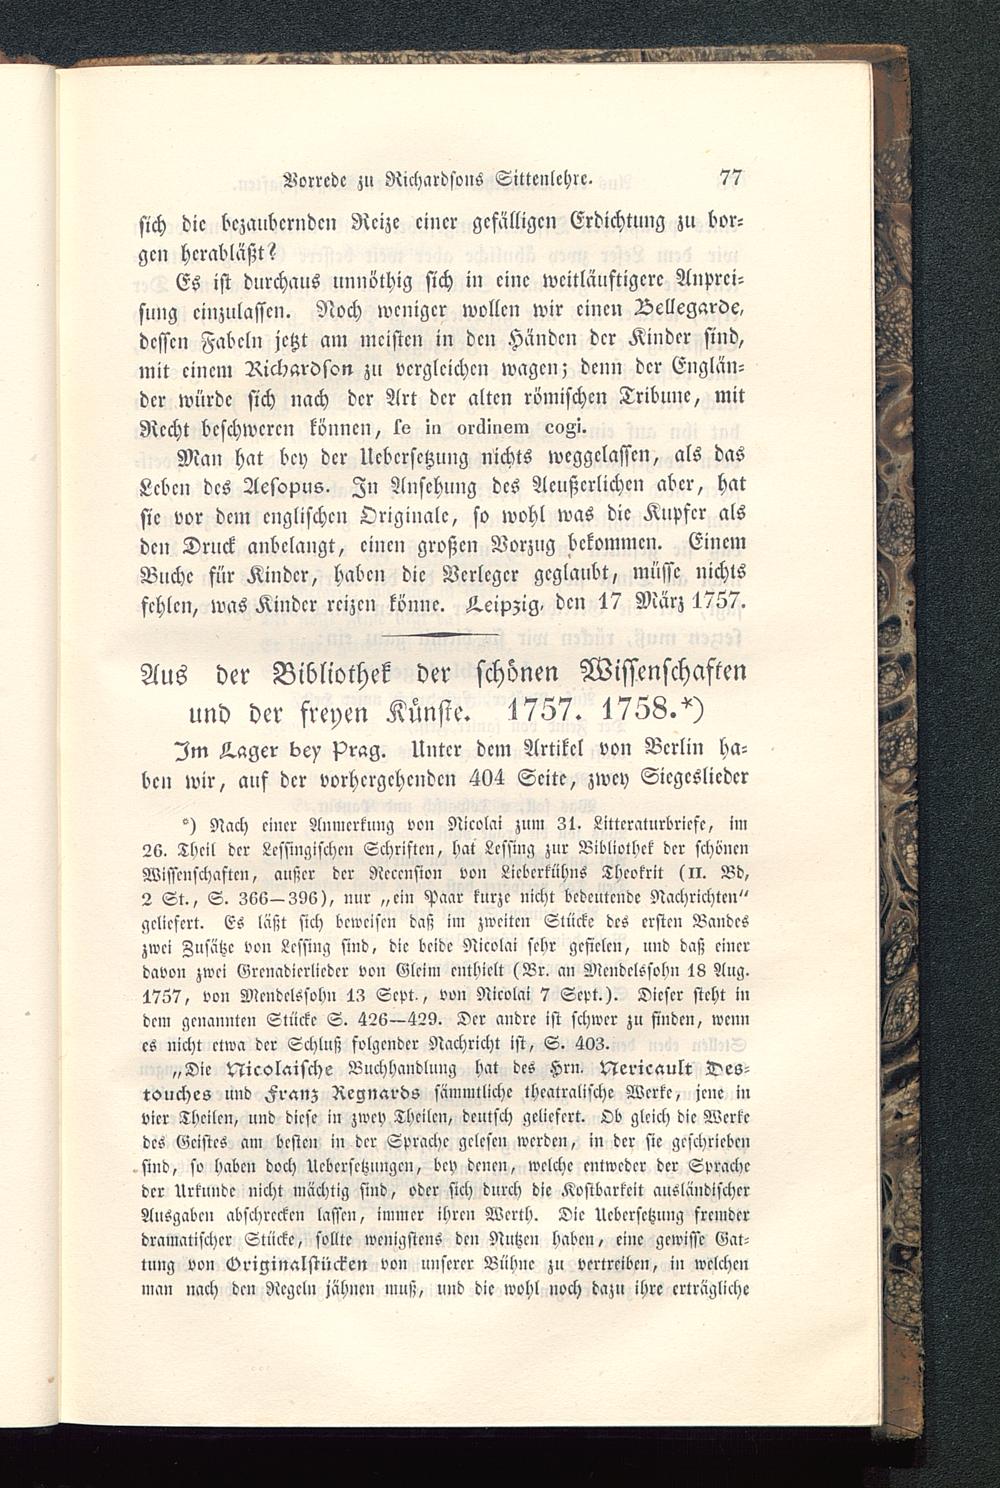 Vorrede zu Richardsons Sittenlehre. 77
sich die bezaubernden Reize einer gefälligen Erdichtung zu bor-
gen herabläßt?
Es ist durchaus unnöthig sich in eine weitläuftigere Anprei-
sung einzulassen. Noch weniger wollen wir einen Bellegarde,
dessen Fabeln jetzt am meisten in den Händen der Kinder sind,
mit einem Richardson zu vergleichen wagen; denn der Englän-
der würde sich nach der Art der alten römischen Tribune, mit
Recht beschweren können, ſe in ordinem cogi.
Man hat bey der Uebersetzung nichts weggelassen, als das
Leben des Aesopus. In Ansehung des Aeußerlichen aber, hat
sie vor dem englischen Originale, so wohl was die Kupfer als
den Druck anbelangt, einen großen Vorzug bekommen. Einem
Buche für Kinder, haben die Verleger geglaubt, müsse nichts
fehlen, was Kinder reizen könne. Leipzig, den 17 März 1757.
Aus der Bibliothek der schönen Wissenschaften
und der freyen Künste. 1757. 1758.*)
Im Lager bey Prag. Unter dem Artikel von Berlin ha-
ben wir, auf der vorhergehenden 404 Seite, zwey Siegeslieder
*) Nach einer Anmerkung von Nicolai zum 31. Litteraturbriefe, im
26. Theil der Lessingischen Schriften, hat Lessing zur Bibliothek der schönen
Wissenschaften, außer der Recension von Lieberkühns Theokrit (II. Bd,
2 St., S. 366—396), nur „ein Paar kurze nicht bedeutende Nachrichten“
geliefert. Es läßt sich beweisen daß im zweiten Stücke des ersten Bandes
zwei Zusätze von Lessing sind, die beide Nicolai sehr gefielen, und daß einer
davon zwei Grenadierlieder von Gleim enthielt (Br. an Mendelssohn 18 Aug.
1757, von Mendelssohn 13 Sept., von Nicolai 7 Sept.). Dieser steht in
dem genannten Stücke S. 426—429. Der andre ist schwer zu finden, wenn
es nicht etwa der Schluß folgender Nachricht ist, S. 403.
„Die Nicolaische Buchhandlung hat des Hrn. Nericault Des-
touches und Franz Regnards sämmtliche theatralische Werke, jene in
vier Theilen, und diese in zwey Theilen, deutsch geliefert. Ob gleich die Werke
des Geistes am besten in der Sprache gelesen werden, in der sie geschrieben
sind, so haben doch Uebersetzungen, bey denen, welche entweder der Sprache
der Urkunde nicht mächtig sind, oder sich durch die Kostbarkeit ausländischer
Ausgaben abschrecken lassen, immer ihren Werth. Die Uebersetzung fremder
dramatischer Stücke, sollte wenigstens den Nutzen haben, eine gewisse Gat-
tung von Originalstücken von unserer Bühne zu vertreiben, in welchen
man nach den Regeln jähnen muß, und die wohl noch dazu ihre erträgliche